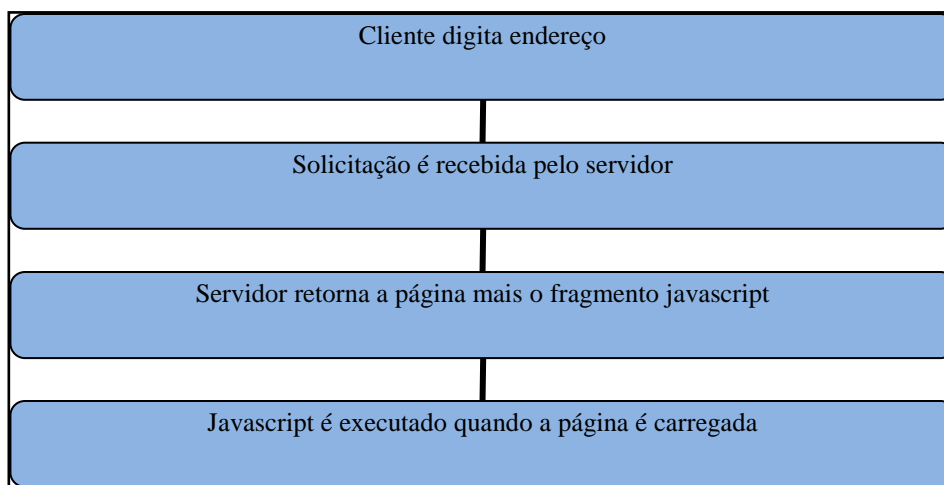 Cliente digita endereço
Solicitação é recebida pelo servidor
Servidor retorna a página mais o fragmento javascript
Javascript é executado quando a página é carregada